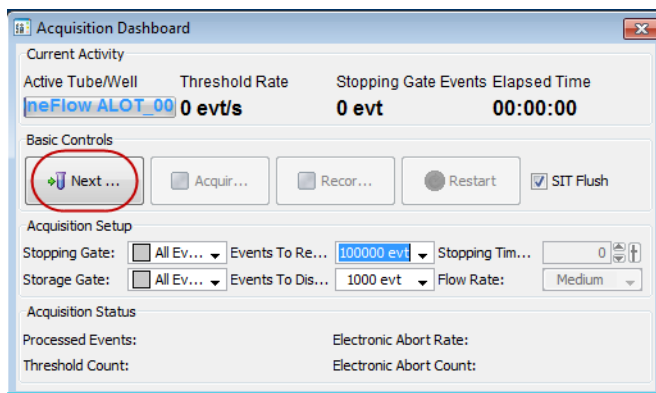 Acquisition Dashboard
Current Activity
Active Tube/Well Threshold Rate Stopping Gate Events Elapsed Time
neFlow ALOT_00 0 evt/s 0 evt 00:00:00
Basic Controls
Next ... Acquir... Recor... Restart SIT Flush
Acquisition Setup
Stopping Gate: All Ev... Events To Re... 100000 evt Stopping Tim... 0
Storage Gate: All Ev... Events To Dis... 1000 evt Flow Rate: Medium
Acquisition Status
Processed Events: Electronic Abort Rate:
Threshold Count: Electronic Abort Count: